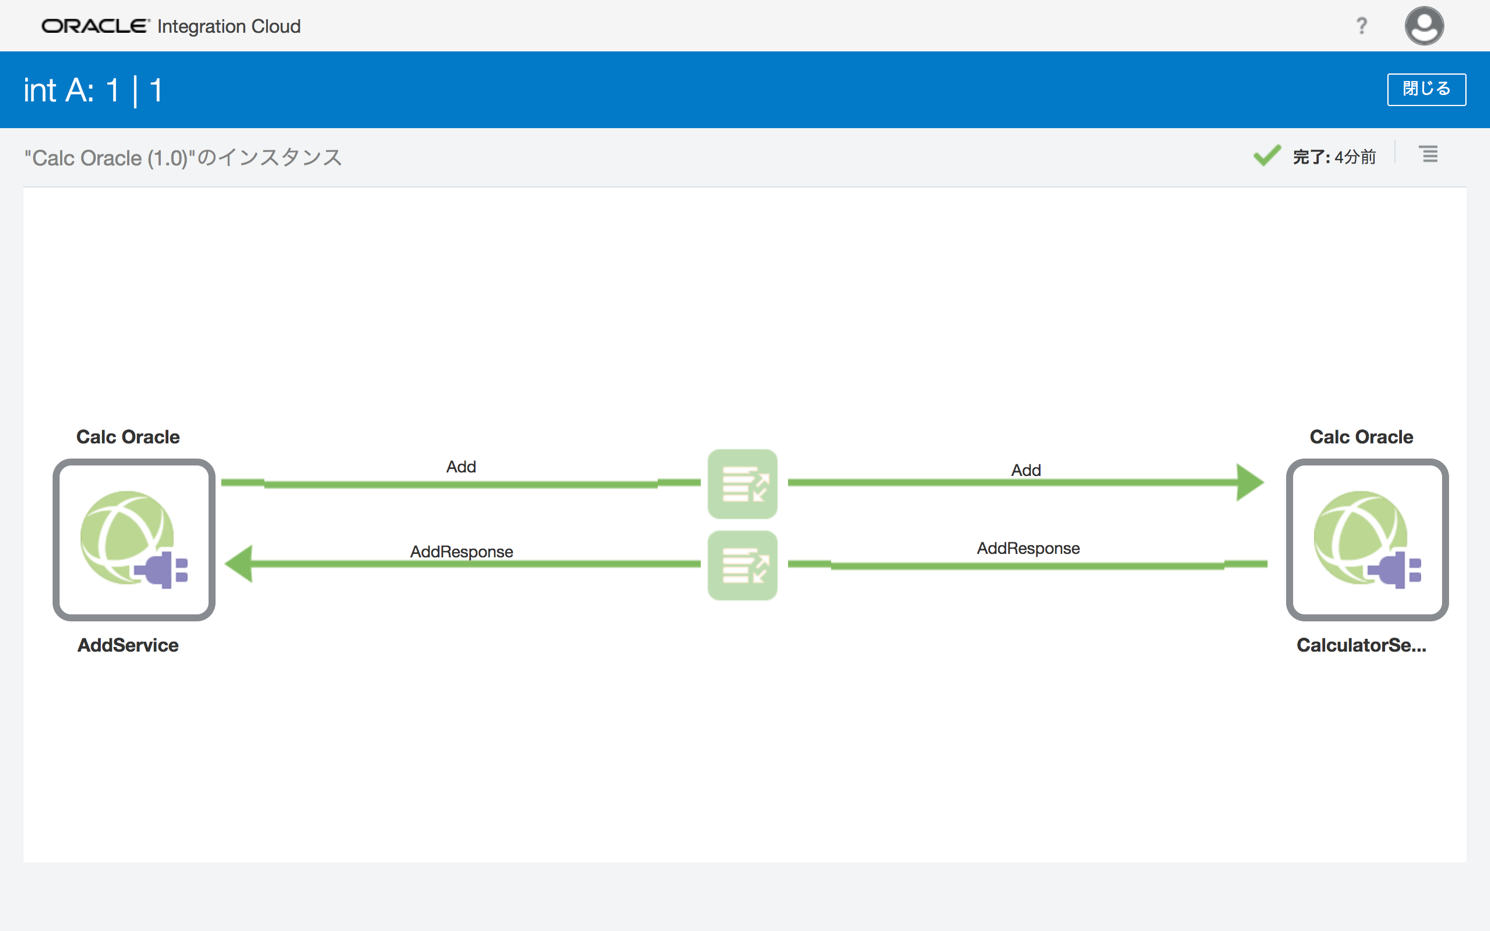 ORACLE Integration Cloud
?
int A: 1 | 1
閉じる
"Calc Oracle (1.0)"のインスタンス
完了: 4分前
Calc Oracle
Calc Oracle
Add
Add
AddResponse
AddResponse
AddService
CalculatorSe...